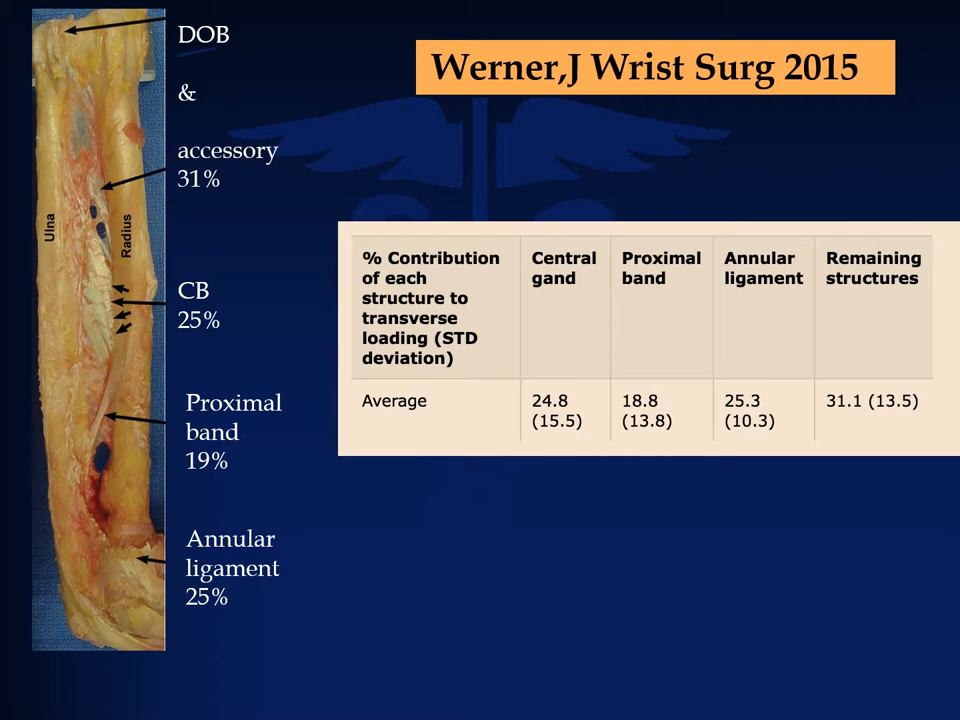 DOB
&
accessory
31%
Ulna
Radius
CB
25%
Proximal
band
19%
Annular
ligament
25%
Werner,J Wrist Surg 2015
% Contribution of each structure to transverse loading (STD deviation)
Central gand
Proximal band
Annular ligament
Remaining structures
Average
24.8 (15.5)
18.8 (13.8)
25.3 (10.3)
31.1 (13.5)